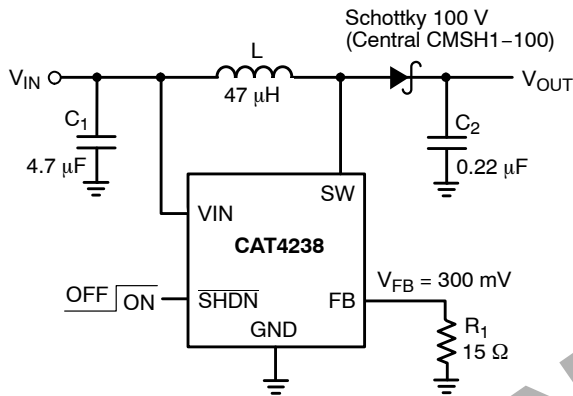 Schottky 100 V
(Central CMSH1−100)
L
VIN
VOUT
47 μH
C1
C2
4.7 μF
0.22 μF
SW
VIN
CAT4238
VFB = 300 mV
OFF ON
SHDN
FB
R1
GND
15 Ω